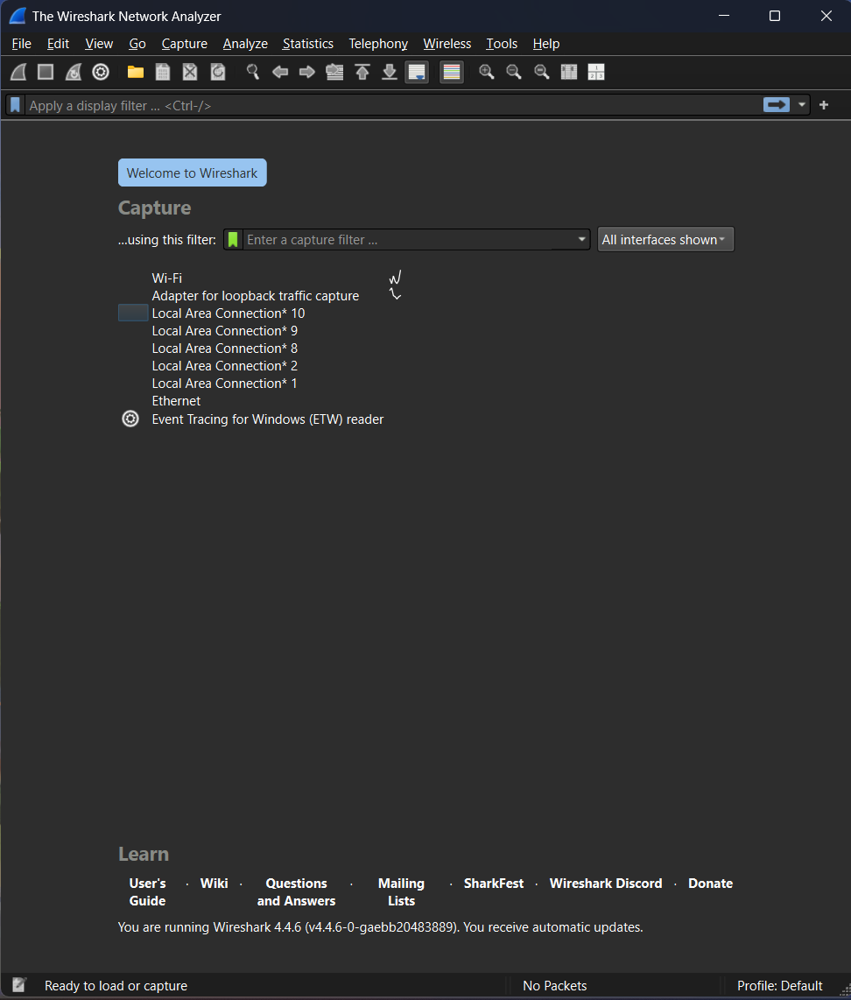 The Wireshark Network Analyzer
File Edit View Go Capture Analyze Statistics Telephony Wireless Tools Help
Apply a display filter ... <Ctrl-/>
Welcome to Wireshark
Capture
...using this filter: Enter a capture filter ... All interfaces shown
Wi-Fi
Adapter for loopback traffic capture
Local Area Connection* 10
Local Area Connection* 9
Local Area Connection* 8
Local Area Connection* 2
Local Area Connection* 1
Ethernet
Event Tracing for Windows (ETW) reader
Learn
User's Guide · Wiki · Questions and Answers · Mailing Lists · SharkFest · Wireshark Discord · Donate
You are running Wireshark 4.4.6 (v4.4.6-0-gaebb20483889). You receive automatic updates.
Ready to load or capture No Packets Profile: Default